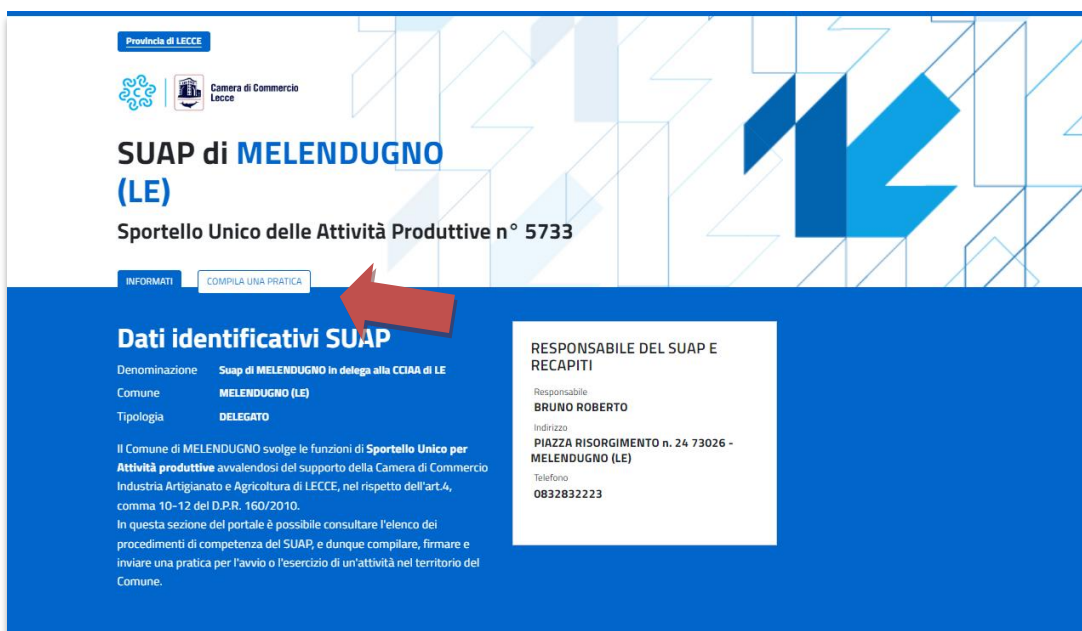 Provincia di LECCE
Camera di Commercio
Lecce
SUAP di MELENDUGNO
(LE)
Sportello Unico delle Attività Produttive n° 5733
INFORMATI
COMPILA UNA PRATICA
Dati identificativi SUAP
Denominazione Suap di MELENDUGNO in delega alla CCIAA di LE
Comune MELENDUGNO (LE)
Tipologia DELEGATO
Il Comune di MELENDUGNO svolge le funzioni di Sportello Unico per
Attività produttive avvalendosi del supporto della Camera di Commercio
Industria Artigianato e Agricoltura di LECCE, nel rispetto dell'art.4,
comma 10-12 del D.P.R. 160/2010.
In questa sezione del portale è possibile consultare l'elenco dei
procedimenti di competenza del SUAP, e dunque compilare, firmare e
inviare una pratica per l'avvio o l'esercizio di un'attività nel territorio del
Comune.
RESPONSABILE DEL SUAP E
RECAPITI
Responsabile
BRUNO ROBERTO
Indirizzo
PIAZZA RISORGIMENTO n. 24 73026 -
MELENDUGNO (LE)
Telefono
0832832223